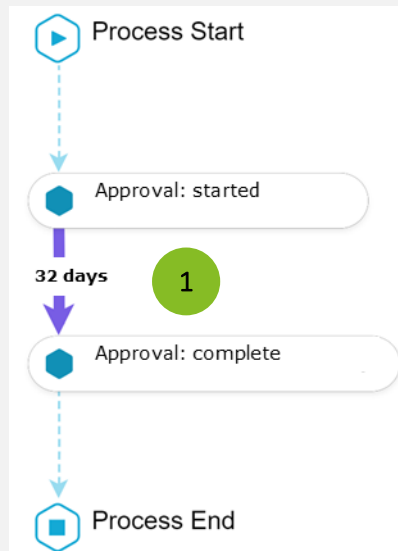 Process Start
Approval: started
32 days
1
Approval: complete
Process End